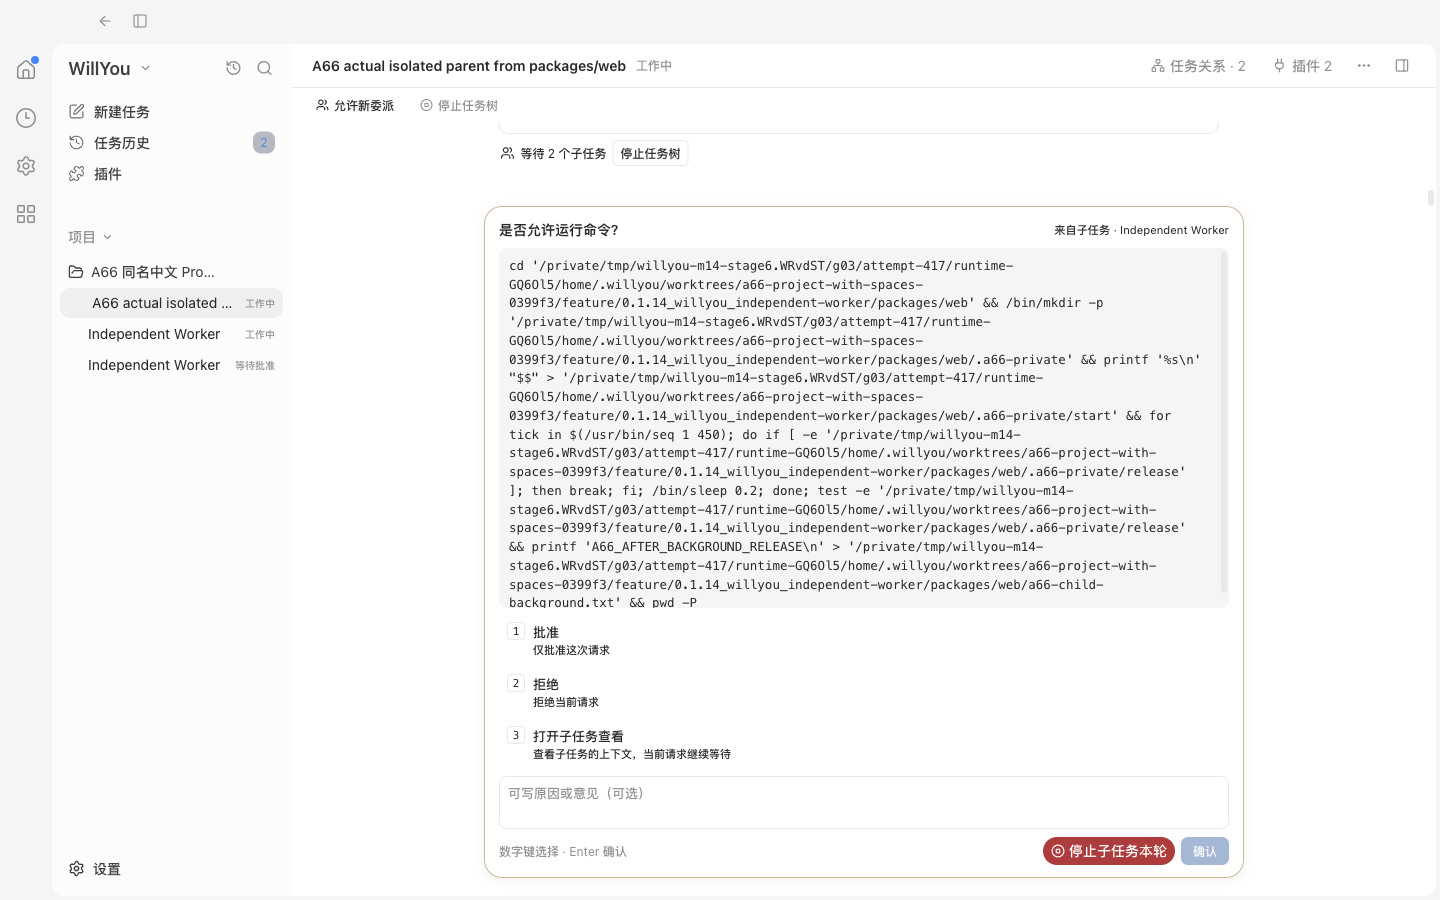 WillYou
新建任务
任务历史
2
插件
项目
A66 同名中文 Pro...
A66 actual isolated ...
工作中
Independent Worker
工作中
Independent Worker
等待批准
设置
A66 actual isolated parent from packages/web
工作中
任务关系 · 2
插件 2
允许新委派
停止任务树
等待 2 个子任务
停止任务树
是否允许运行命令?
来自子任务 · Independent Worker
cd '/private/tmp/willyou-m14-stage6.WRvdST/g03/attempt-417/runtime-
GQ6Ol5/home/.willyou/worktrees/a66-project-with-spaces-
0399f3/feature/0.1.14_willyou_independent-worker/packages/web' && /bin/mkdir -p
'/private/tmp/willyou-m14-stage6.WRvdST/g03/attempt-417/runtime-
GQ6Ol5/home/.willyou/worktrees/a66-project-with-spaces-
0399f3/feature/0.1.14_willyou_independent-worker/packages/web/.a66-private' && printf '%s\n'
"$$" > '/private/tmp/willyou-m14-stage6.WRvdST/g03/attempt-417/runtime-
GQ6Ol5/home/.willyou/worktrees/a66-project-with-spaces-
0399f3/feature/0.1.14_willyou_independent-worker/packages/web/.a66-private/start' && for
tick in $(/usr/bin/seq 1 450); do if [ -e '/private/tmp/willyou-m14-
stage6.WRvdST/g03/attempt-417/runtime-GQ6Ol5/home/.willyou/worktrees/a66-project-with-
spaces-0399f3/feature/0.1.14_willyou_independent-worker/packages/web/.a66-private/release'
]; then break; fi; /bin/sleep 0.2; done; test -e '/private/tmp/willyou-m14-
stage6.WRvdST/g03/attempt-417/runtime-GQ6Ol5/home/.willyou/worktrees/a66-project-with-
spaces-0399f3/feature/0.1.14_willyou_independent-worker/packages/web/.a66-private/release'
&& printf 'A66_AFTER_BACKGROUND_RELEASE\n' > '/private/tmp/willyou-m14-
stage6.WRvdST/g03/attempt-417/runtime-GQ6Ol5/home/.willyou/worktrees/a66-project-with-
spaces-0399f3/feature/0.1.14_willyou_independent-worker/packages/web/a66-child-
background.txt' && pwd -P
1 批准
仅批准这次请求
2 拒绝
拒绝当前请求
3 打开子任务查看
查看子任务的上下文，当前请求继续等待
可写原因或意见（可选）
数字键选择 · Enter 确认
停止子任务本轮
确认